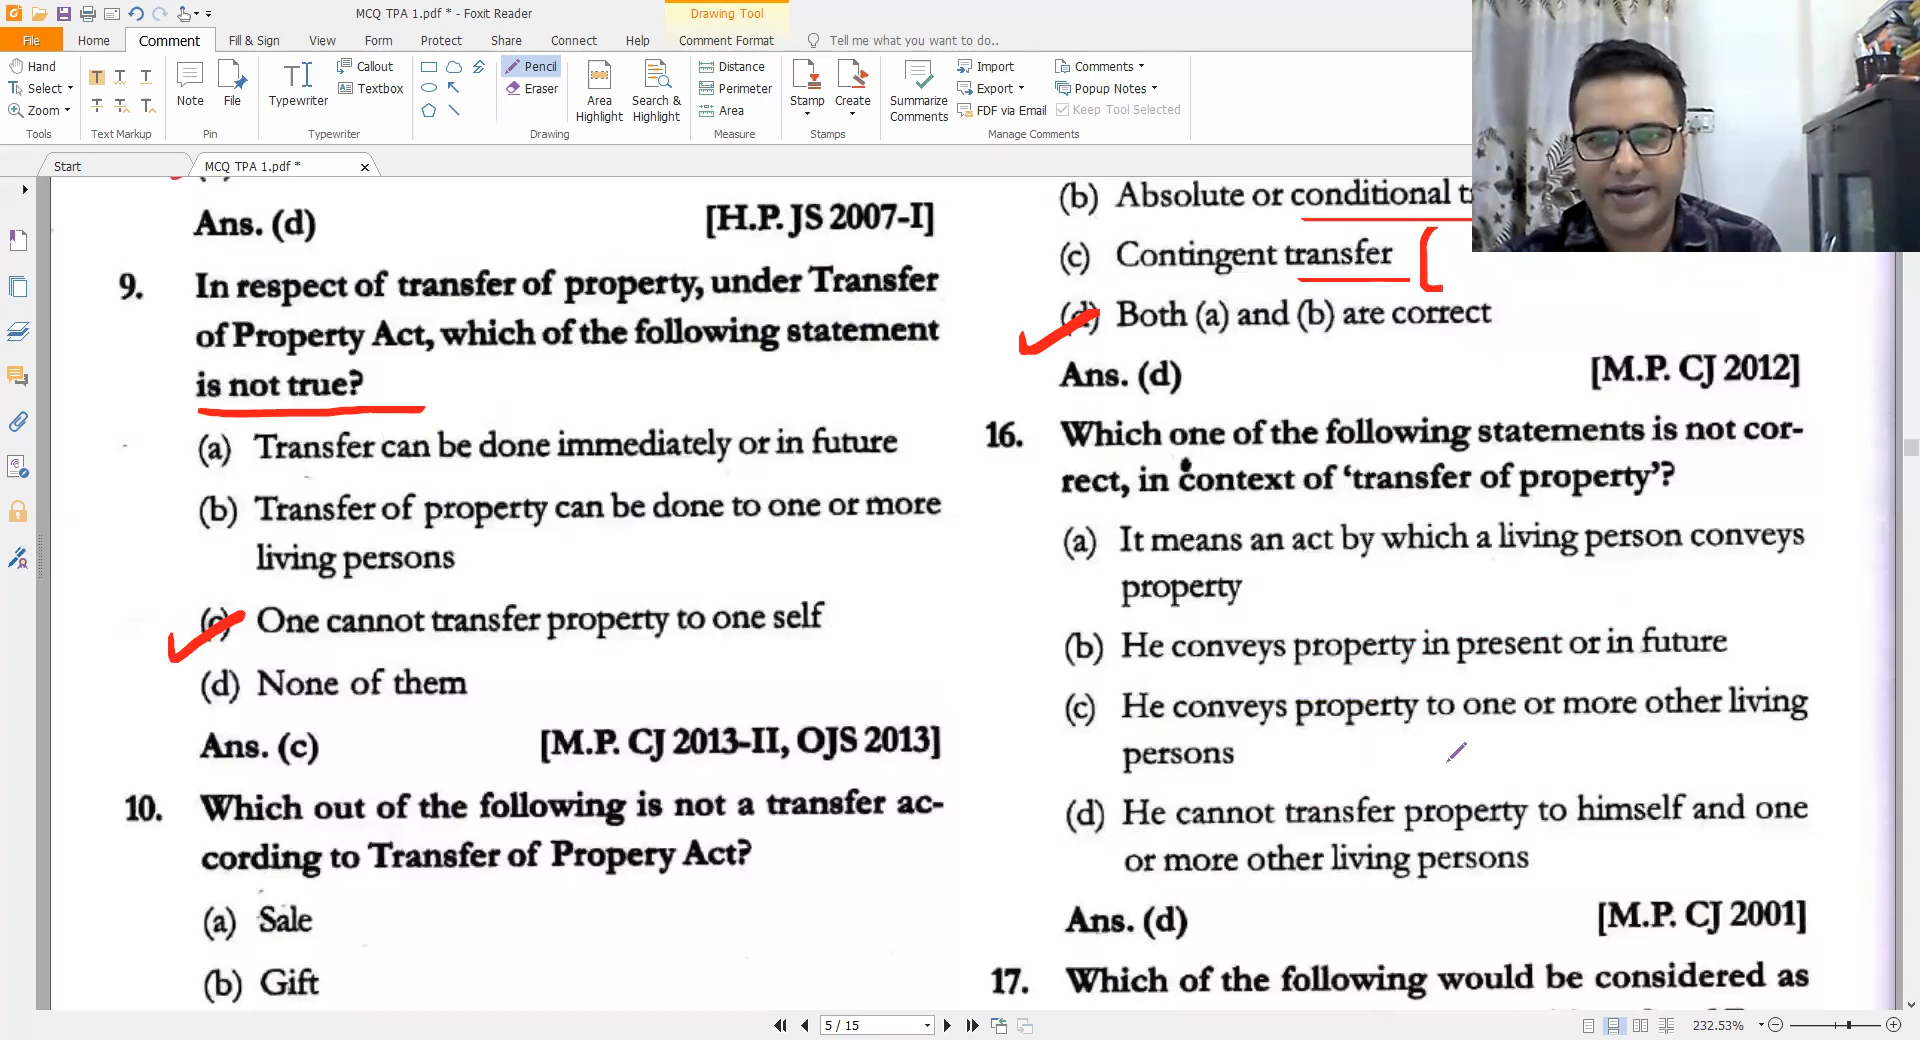 MCQ TPA 1.pdf * - Foxit Reader
Drawing Tool
File Home Comment Fill & Sign View Form Protect Share Connect Help Comment Format Tell me what you want to do..
Hand
Select
Zoom
Tools
T T T
T T T
Text Markup
Note
File
Pin
Typewriter
Callout
Textbox
Typewriter
Pencil
Eraser
Area
Highlight
Search &
Highlight
Drawing
Distance
Perimeter
Area
Measure
Stamp
Create
Stamps
Summarize
Comments
Import
Export
FDF via Email
Comments
Popup Notes
Keep Tool Selected
Manage Comments
Start
MCQ TPA 1.pdf *
Ans. (d) [H.P. JS 2007-I]
9. In respect of transfer of property, under Transfer
of Property Act, which of the following statement
is not true?
(a) Transfer can be done immediately or in future
(b) Transfer of property can be done to one or more
living persons
(c) One cannot transfer property to one self
(d) None of them
Ans. (c) [M.P. CJ 2013-II, OJS 2013]
10. Which out of the following is not a transfer ac-
cording to Transfer of Propery Act?
(a) Sale
(b) Gift
(b) Absolute or conditional
(c) Contingent transfer
(d) Both (a) and (b) are correct
Ans. (d) [M.P. CJ 2012]
16. Which one of the following statements is not cor-
rect, in context of ‘transfer of property’?
(a) It means an act by which a living person conveys
property
(b) He conveys property in present or in future
(c) He conveys property to one or more other living
persons
(d) He cannot transfer property to himself and one
or more other living persons
Ans. (d) [M.P. CJ 2001]
17. Which of the following would be considered as
5 / 15
232.53%